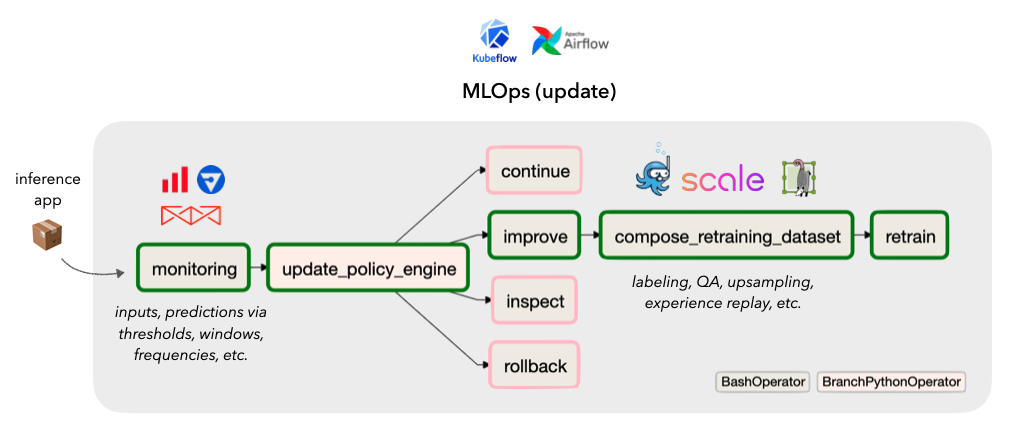 Kubeflow
Apache
Airflow
MLOps (update)
inference
app
scale
continue
monitoring
update_policy_engine
improve
compose_retraining_dataset
retrain
inputs, predictions via
thresholds, windows,
frequencies, etc.
inspect
labeling, QA, upsampling,
experience replay, etc.
rollback
BashOperator
BranchPythonOperator